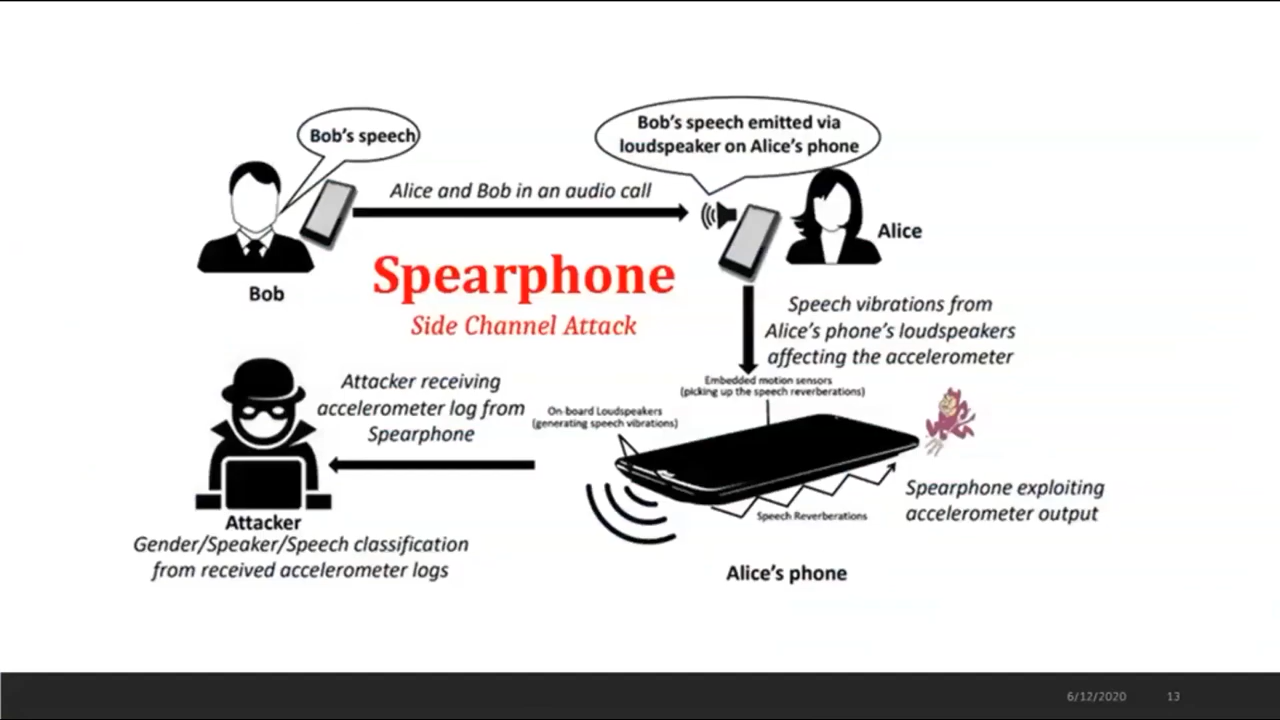 Bob's speech
Bob's speech emitted via
loudspeaker on Alice's phone
Alice and Bob in an audio call
Alice
Bob
Spearphone
Side Channel Attack
Speech vibrations from
Alice's phone's loudspeakers
affecting the accelerometer
Embedded motion sensors
(picking up the speech reverberations)
Attacker receiving
accelerometer log from
Spearphone
On-board Loudspeakers
(generating speech vibrations)
Spearphone exploiting
accelerometer output
Speech Reverberations
Attacker
Gender/Speaker/Speech classification
from received accelerometer logs
Alice's phone
6/12/2020
13